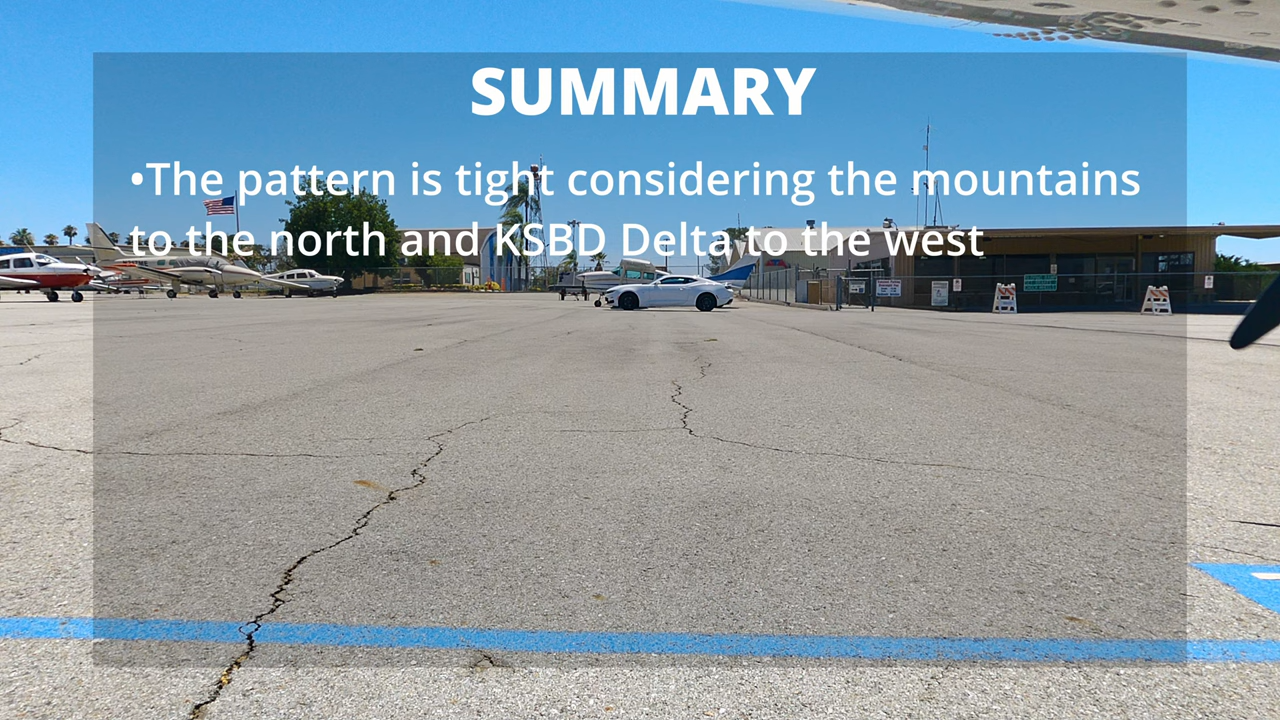 SUMMARY
•The pattern is tight considering the mountains
to the north and KSBD Delta to the west